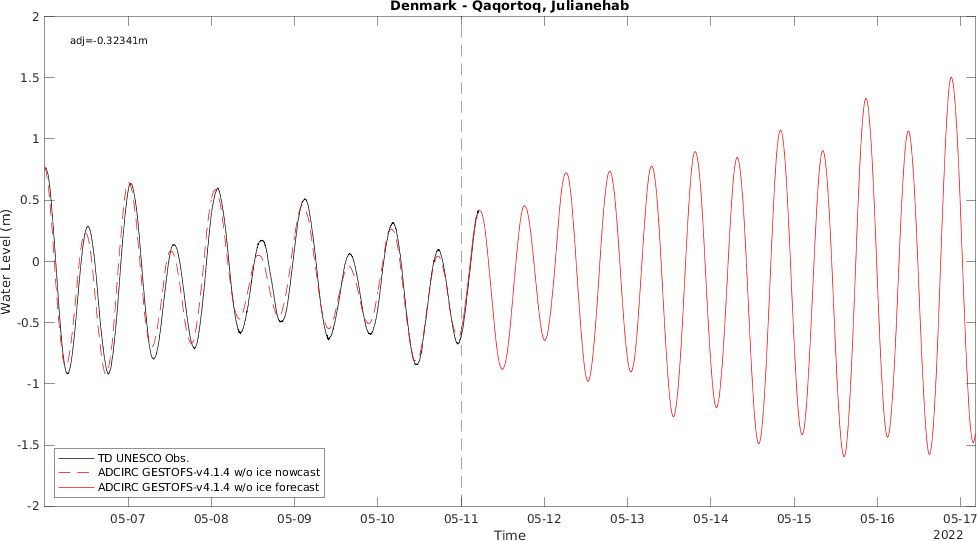 Denmark - Qaqortoq, Julianehab
2
adj=-0.32341m
1.5
1
0.5
0
-0.5
-1
-1.5
-2
Water Level (m)
TD UNESCO Obs.
ADCIRC GESTOFS-v4.1.4 w/o ice nowcast
ADCIRC GESTOFS-v4.1.4 w/o ice forecast
05-07 05-08 05-09 05-10 05-11 05-12 05-13 05-14 05-15 05-16 05-17
Time
2022